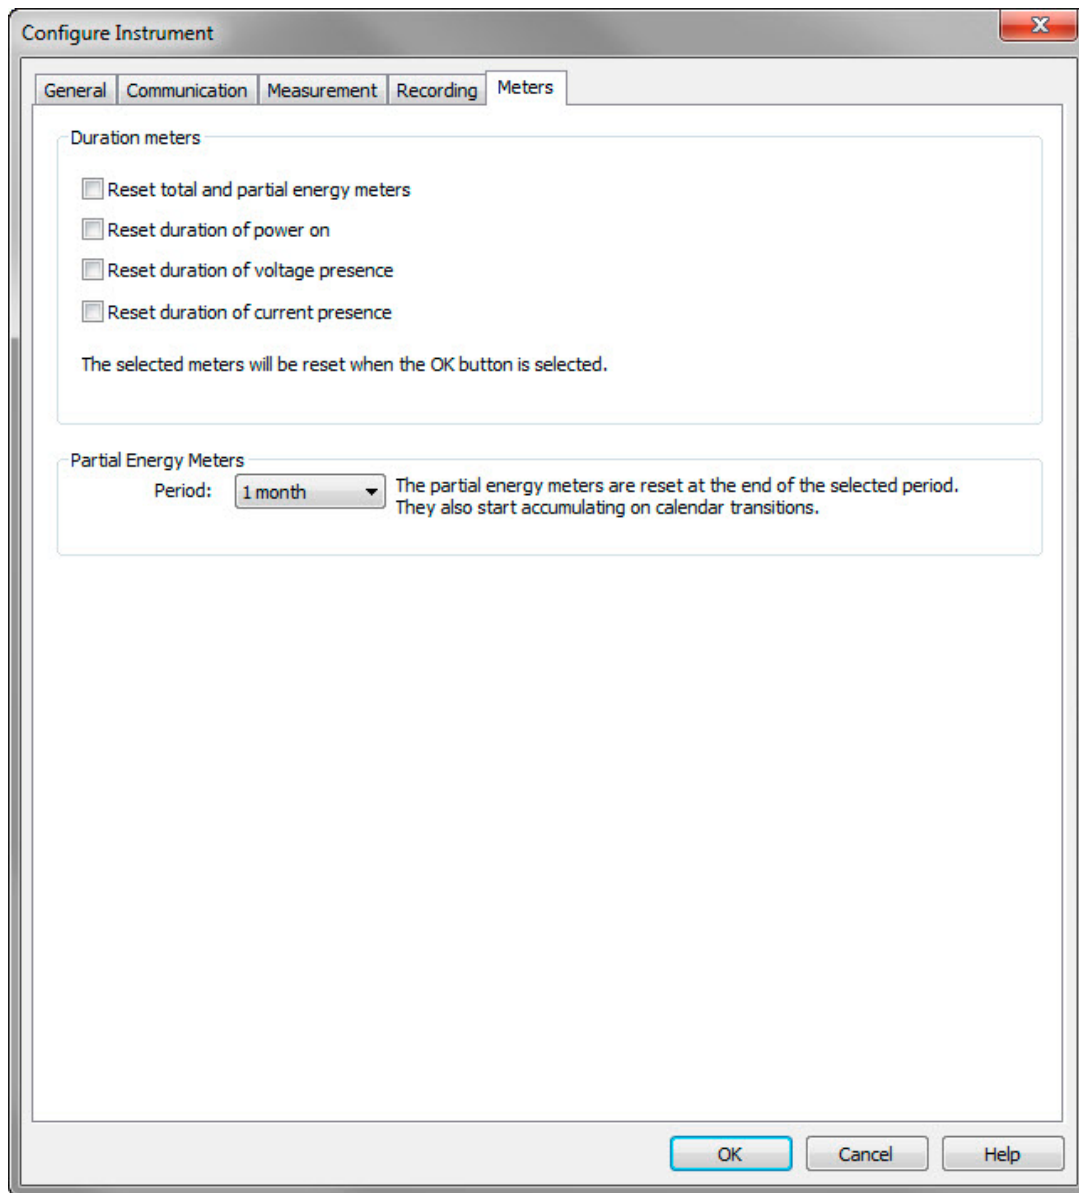 Configure Instrument
General Communication Measurement Recording Meters
Duration meters
Reset total and partial energy meters
Reset duration of power on
Reset duration of voltage presence
Reset duration of current presence
The selected meters will be reset when the OK button is selected.
Partial Energy Meters
Period: 1 month The partial energy meters are reset at the end of the selected period.
They also start accumulating on calendar transitions.
OK Cancel Help